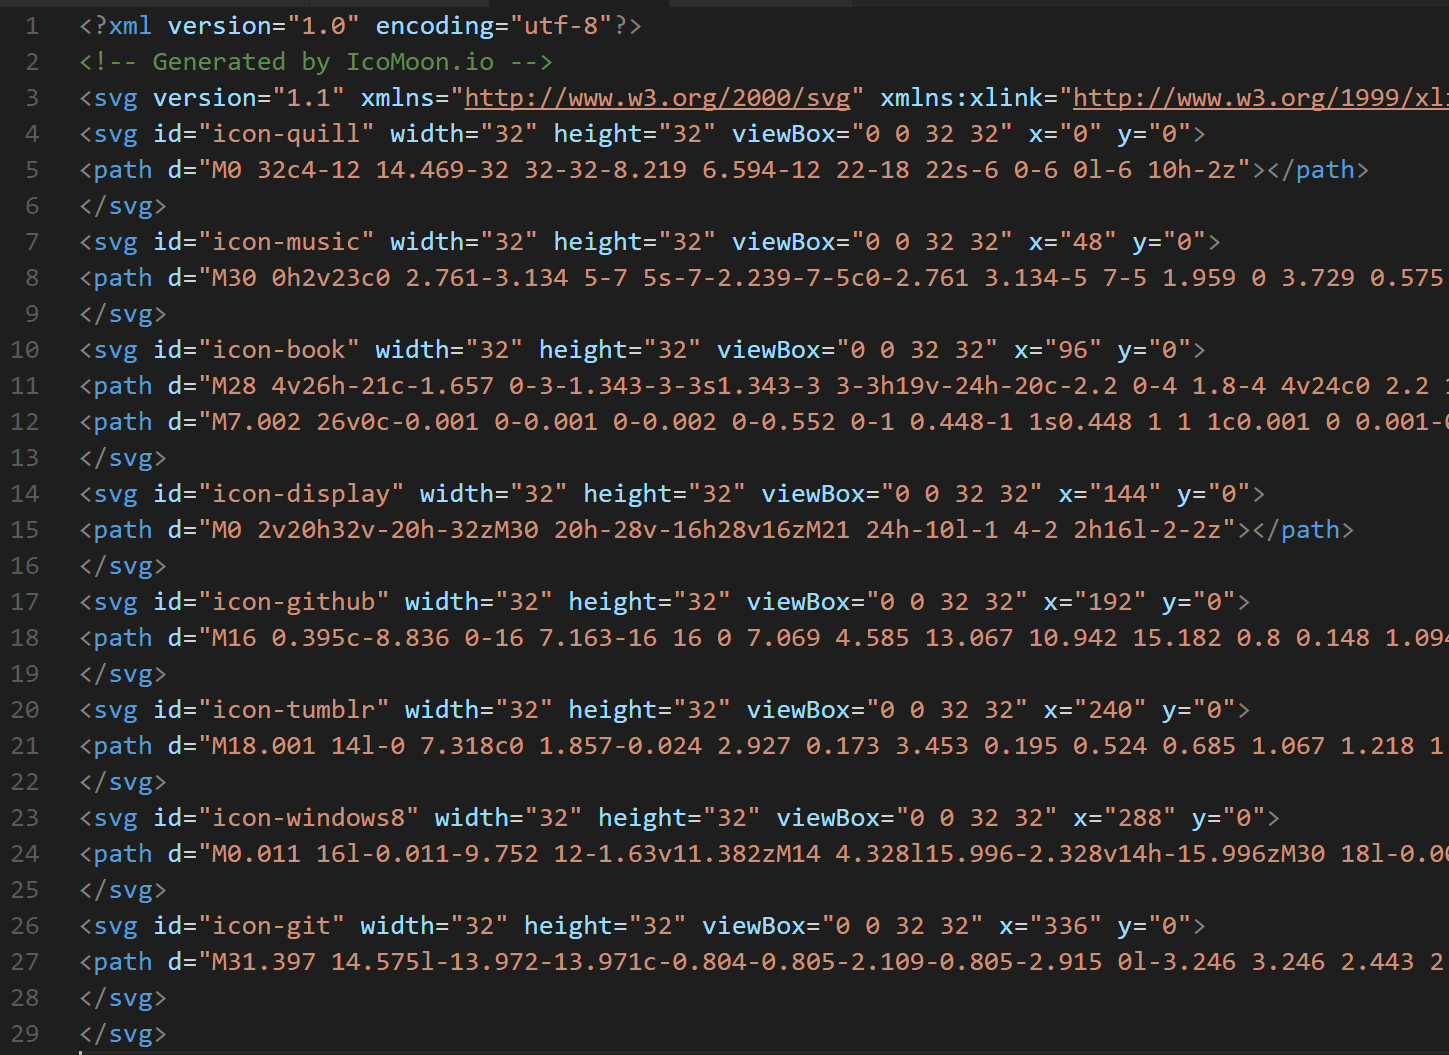 1 <?xml version="1.0" encoding="utf-8"?>
2 <!-- Generated by IcoMoon.io -->
3 <svg version="1.1" xmlns="http://www.w3.org/2000/svg" xmlns:xlink="http://www.w3.org/1999/xl
4 <svg id="icon-quill" width="32" height="32" viewBox="0 0 32 32" x="0" y="0">
5 <path d="M0 32c4-12 14.469-32 32-32-8.219 6.594-12 22-18 22s-6 0-6 0l-6 10h-2z"></path>
6 </svg>
7 <svg id="icon-music" width="32" height="32" viewBox="0 0 32 32" x="48" y="0">
8 <path d="M30 0h2v23c0 2.761-3.134 5-7 5s-7-2.239-7-5c0-2.761 3.134-5 7-5 1.959 0 3.729 0.575
9 </svg>
10 <svg id="icon-book" width="32" height="32" viewBox="0 0 32 32" x="96" y="0">
11 <path d="M28 4v26h-21c-1.657 0-3-1.343-3-3s1.343-3 3-3h19v-24h-20c-2.2 0-4 1.8-4 4v24c0 2.2
12 <path d="M7.002 26v0c-0.001 0-0.001 0-0.002 0-0.552 0-1 0.448-1 1s0.448 1 1 1c0.001 0 0.001-0
13 </svg>
14 <svg id="icon-display" width="32" height="32" viewBox="0 0 32 32" x="144" y="0">
15 <path d="M0 2v20h32v-20h-32zM30 20h-28v-16h28v16zM21 24h-10l-1 4-2 2h16l-2-2z"></path>
16 </svg>
17 <svg id="icon-github" width="32" height="32" viewBox="0 0 32 32" x="192" y="0">
18 <path d="M16 0.395c-8.836 0-16 7.163-16 16 0 7.069 4.585 13.067 10.942 15.182 0.8 0.148 1.094
19 </svg>
20 <svg id="icon-tumblr" width="32" height="32" viewBox="0 0 32 32" x="240" y="0">
21 <path d="M18.001 14l-0 7.318c0 1.857-0.024 2.927 0.173 3.453 0.195 0.524 0.685 1.067 1.218 1
22 </svg>
23 <svg id="icon-windows8" width="32" height="32" viewBox="0 0 32 32" x="288" y="0">
24 <path d="M0.011 16l-0.011-9.752 12-1.63v11.382zM14 4.328l15.996-2.328v14h-15.996zM30 18l-0.00
25 </svg>
26 <svg id="icon-git" width="32" height="32" viewBox="0 0 32 32" x="336" y="0">
27 <path d="M31.397 14.575l-13.972-13.971c-0.804-0.805-2.109-0.805-2.915 0l-3.246 3.246 2.443 2
28 </svg>
29 </svg>